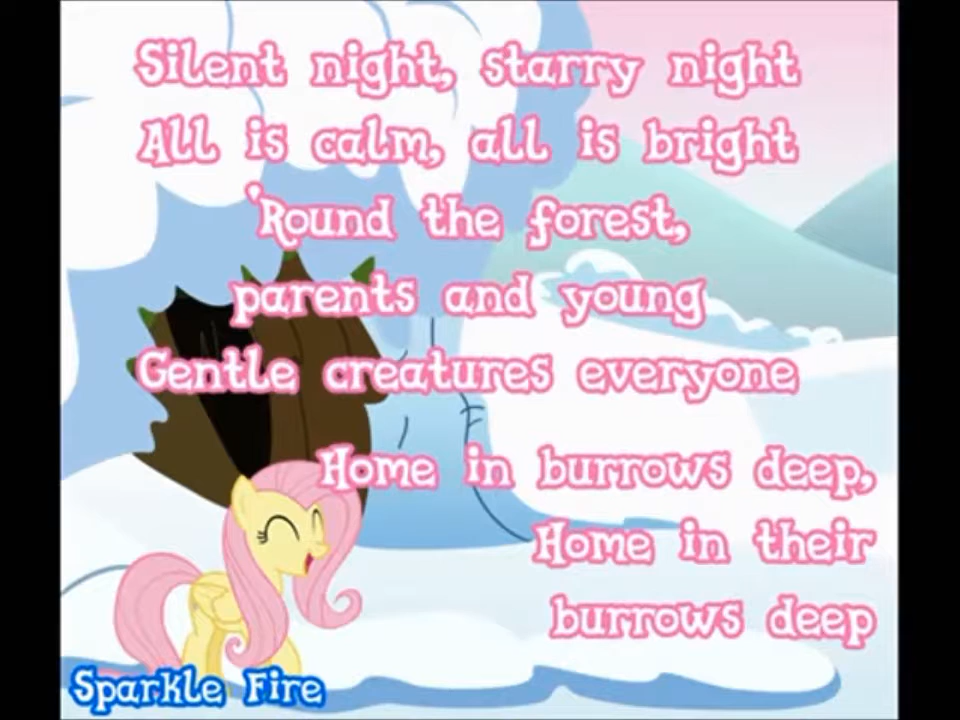 Silent night, starry night
All is calm, all is bright
'Round the forest,
parents and young
Gentle creatures everyone
Home in burrows deep,
Home in their
burrows deep
Sparkle Fire